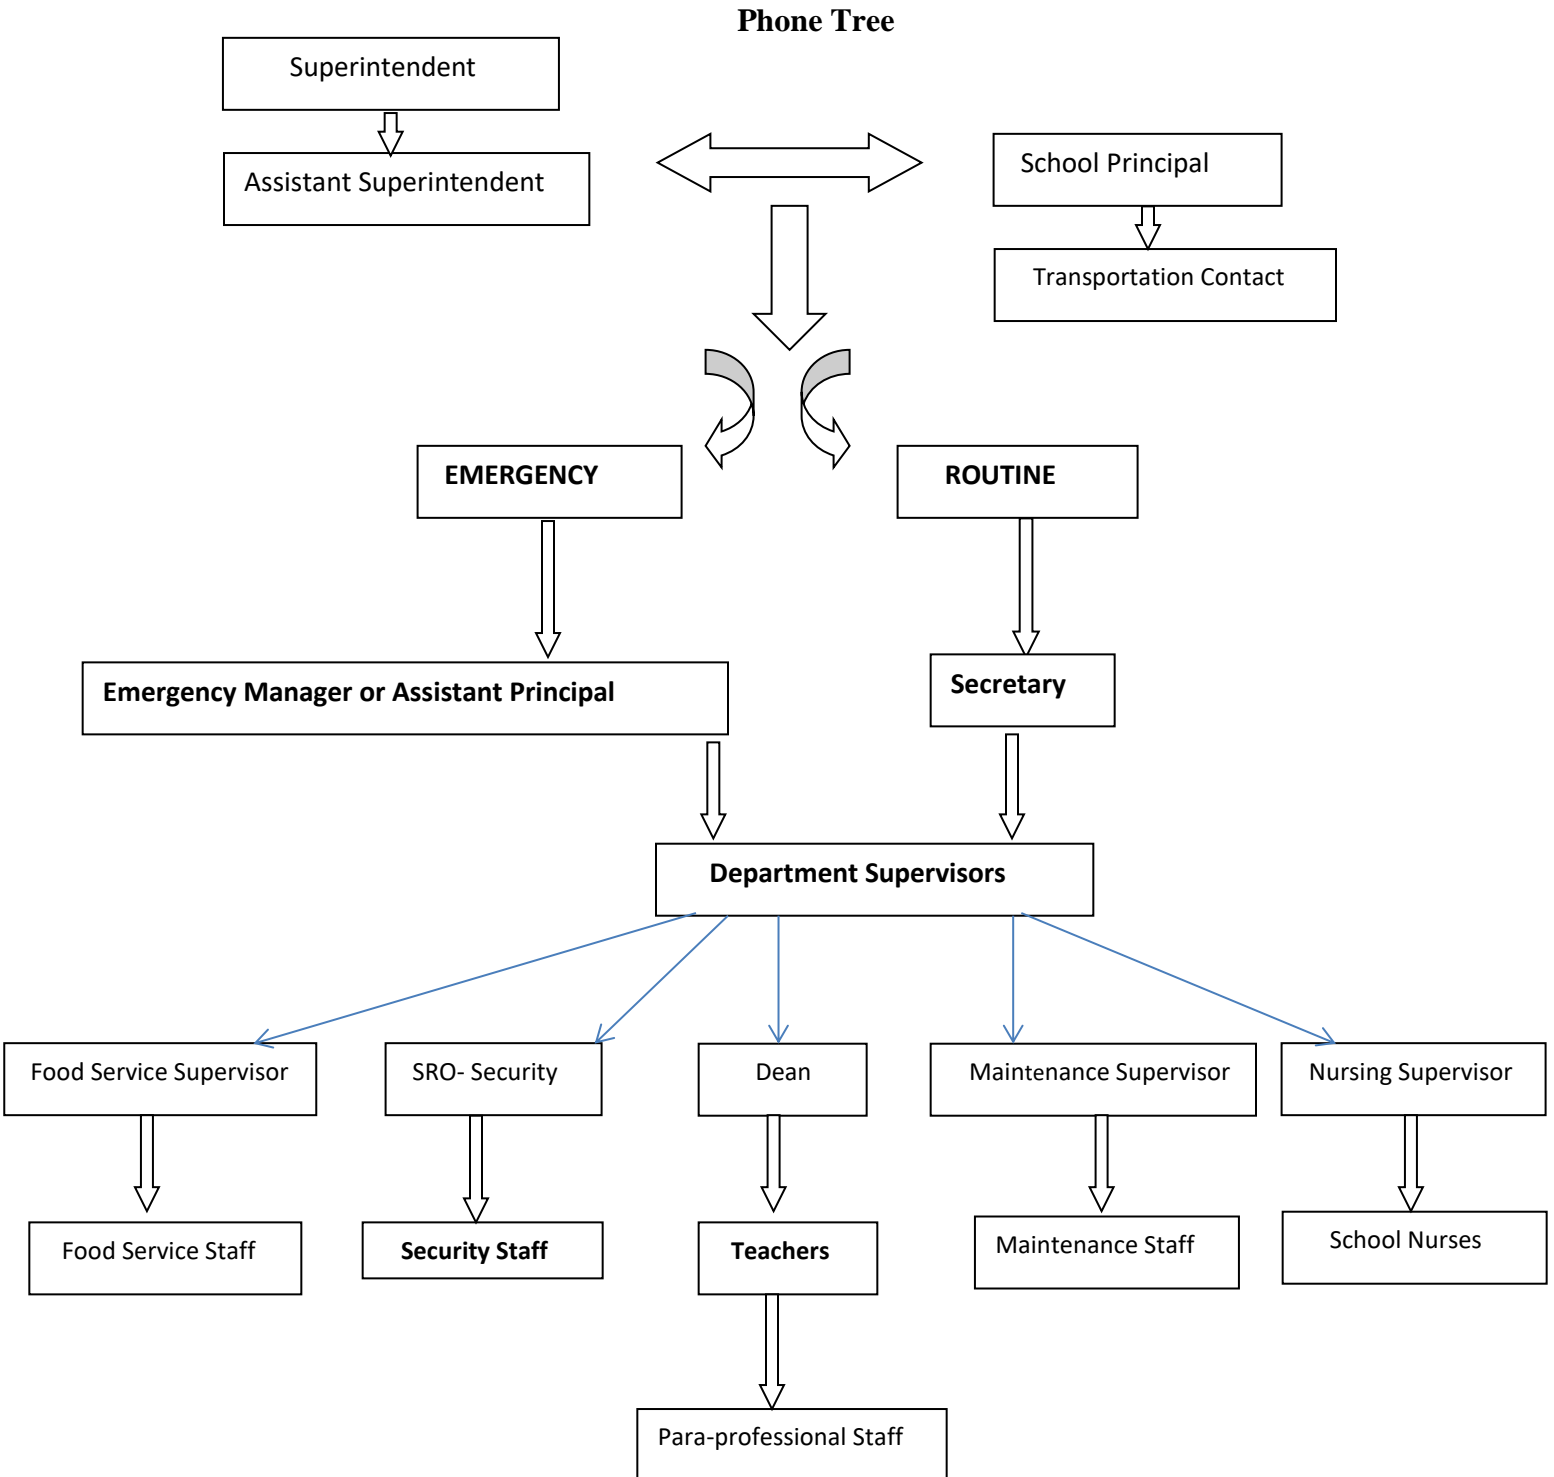 Phone Tree
Superintendent
Assistant Superintendent
School Principal
Transportation Contact
EMERGENCY
ROUTINE
Emergency Manager or Assistant Principal
Secretary
Department Supervisors
Food Service Supervisor
SRO- Security
Dean
Maintenance Supervisor
Nursing Supervisor
Food Service Staff
Security Staff
Teachers
Maintenance Staff
School Nurses
Para-professional Staff